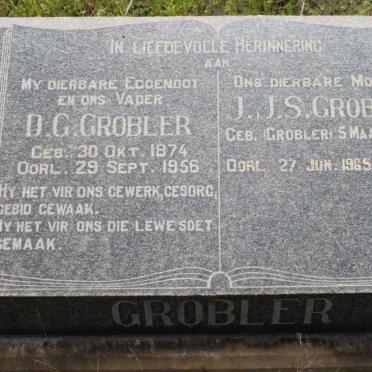 IN LIEFDEVOLLE HERINNERING
AAN
MY DIERBARE EGGENOOT
EN ONS VADER
D.G. GROBLER
GEB. 30 OKT. 1874
OORL. 29 SEPT. 1956
HY HET VIR ONS GEWERK, GESORG,
GEBID GEWAAK.
HY HET VIR ONS DIE LEWE SOET
GEMAAK.
ONS DIERBARE
J.J.S. GROB
GEB. (GROBLER) 5 MAA
OORL. 27 JUN. 1965
GROBLER